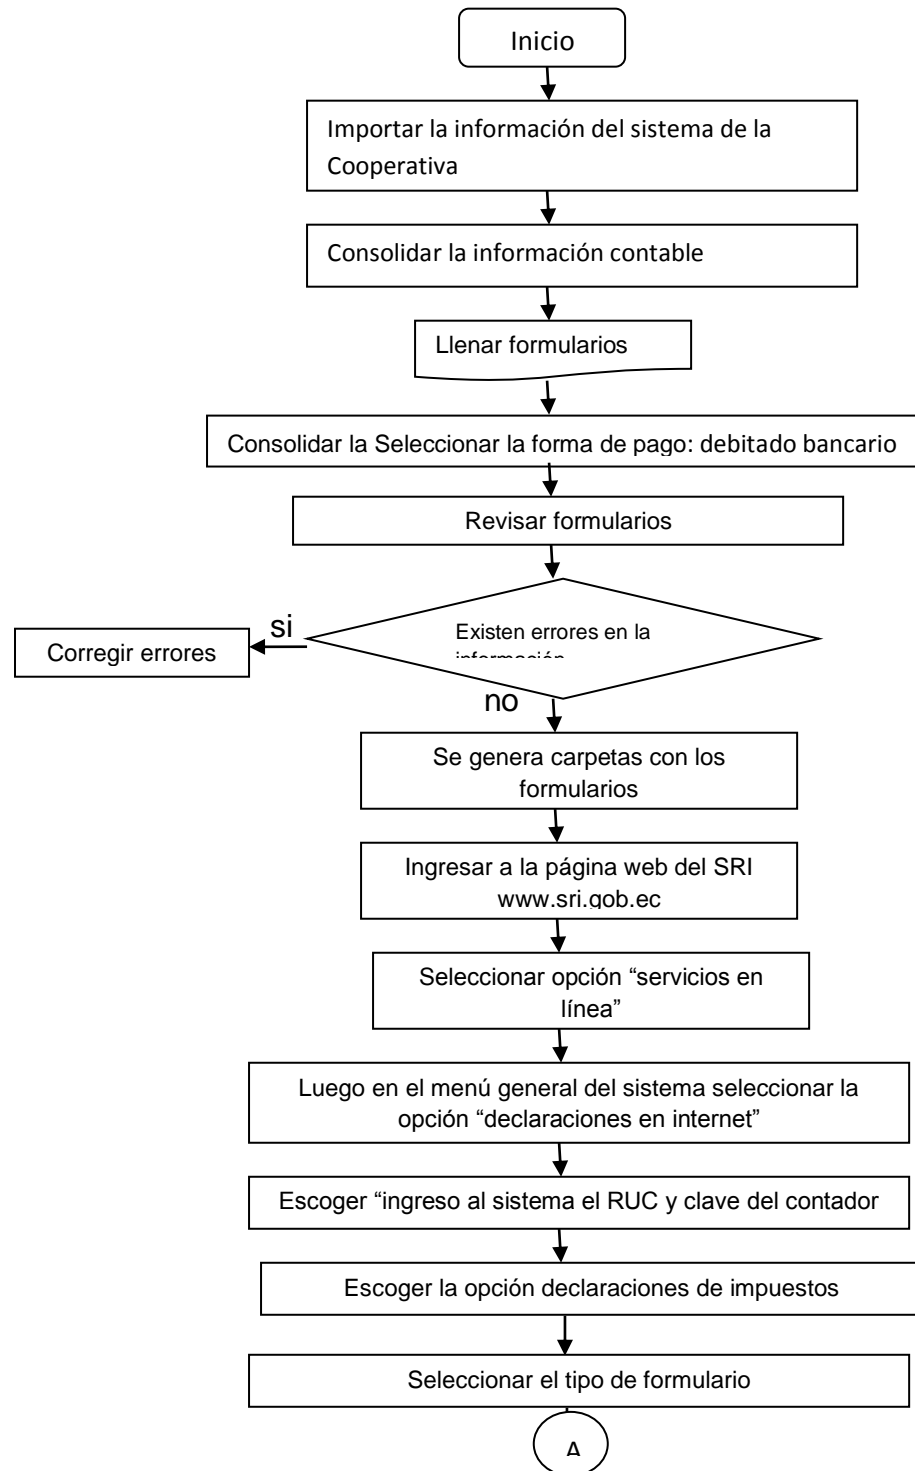 Inicio
Importar la información del sistema de la
Cooperativa
Consolidar la información contable
Llenar formularios
Consolidar la Seleccionar la forma de pago: debitado bancario
Revisar formularios
Existen errores en la
información
si
Corregir errores
no
Se genera carpetas con los
formularios
Ingresar a la página web del SRI
www.sri.gob.ec
Seleccionar opción “servicios en
línea”
Luego en el menú general del sistema seleccionar la
opción “declaraciones en internet”
Escoger “ingreso al sistema el RUC y clave del contador
Escoger la opción declaraciones de impuestos
Seleccionar el tipo de formulario
A